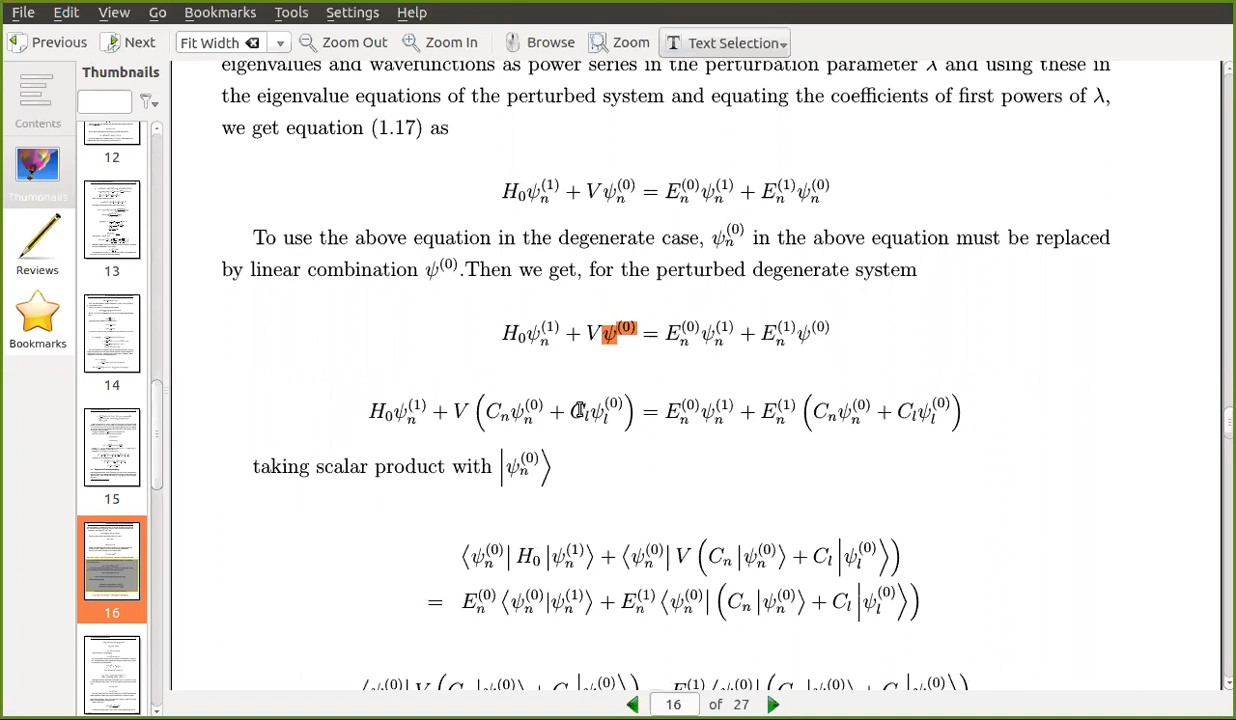 File Edit View Go Bookmarks Tools Settings Help
Previous Next Fit Width Zoom Out Zoom In Browse Zoom Text Selection
Contents
Thumbnails
Reviews
Bookmarks
Thumbnails
12
13
14
15
16
eigenvalues and wavefunctions as power series in the perturbation parameter λ and using these in
the eigenvalue equations of the perturbed system and equating the coefficients of first powers of λ,
we get equation (1.17) as
H₀ψₙ⁽¹⁾ + Vψₙ⁽⁰⁾ = Eₙ⁽⁰⁾ψₙ⁽¹⁾ + Eₙ⁽¹⁾ψₙ⁽⁰⁾
To use the above equation in the degenerate case, ψₙ⁽⁰⁾ in the above equation must be replaced
by linear combination ψ⁽⁰⁾.Then we get, for the perturbed degenerate system
H₀ψₙ⁽¹⁾ + Vψ⁽⁰⁾ = Eₙ⁽⁰⁾ψₙ⁽¹⁾ + Eₙ⁽¹⁾ψ⁽⁰⁾
H₀ψₙ⁽¹⁾ + V (Cₙψₙ⁽⁰⁾ + Cₗψₗ⁽⁰⁾) = Eₙ⁽⁰⁾ψₙ⁽¹⁾ + Eₙ⁽¹⁾ (Cₙψₙ⁽⁰⁾ + Cₗψₗ⁽⁰⁾)
taking scalar product with |ψₙ⁽⁰⁾⟩
⟨ψₙ⁽⁰⁾| H₀ |ψₙ⁽¹⁾⟩ + ⟨ψₙ⁽⁰⁾| V (Cₙ |ψₙ⁽⁰⁾⟩ + Cₗ |ψₗ⁽⁰⁾⟩)
= Eₙ⁽⁰⁾ ⟨ψₙ⁽⁰⁾|ψₙ⁽¹⁾⟩ + Eₙ⁽¹⁾ ⟨ψₙ⁽⁰⁾| (Cₙ |ψₙ⁽⁰⁾⟩ + Cₗ |ψₗ⁽⁰⁾⟩)
16 of 27